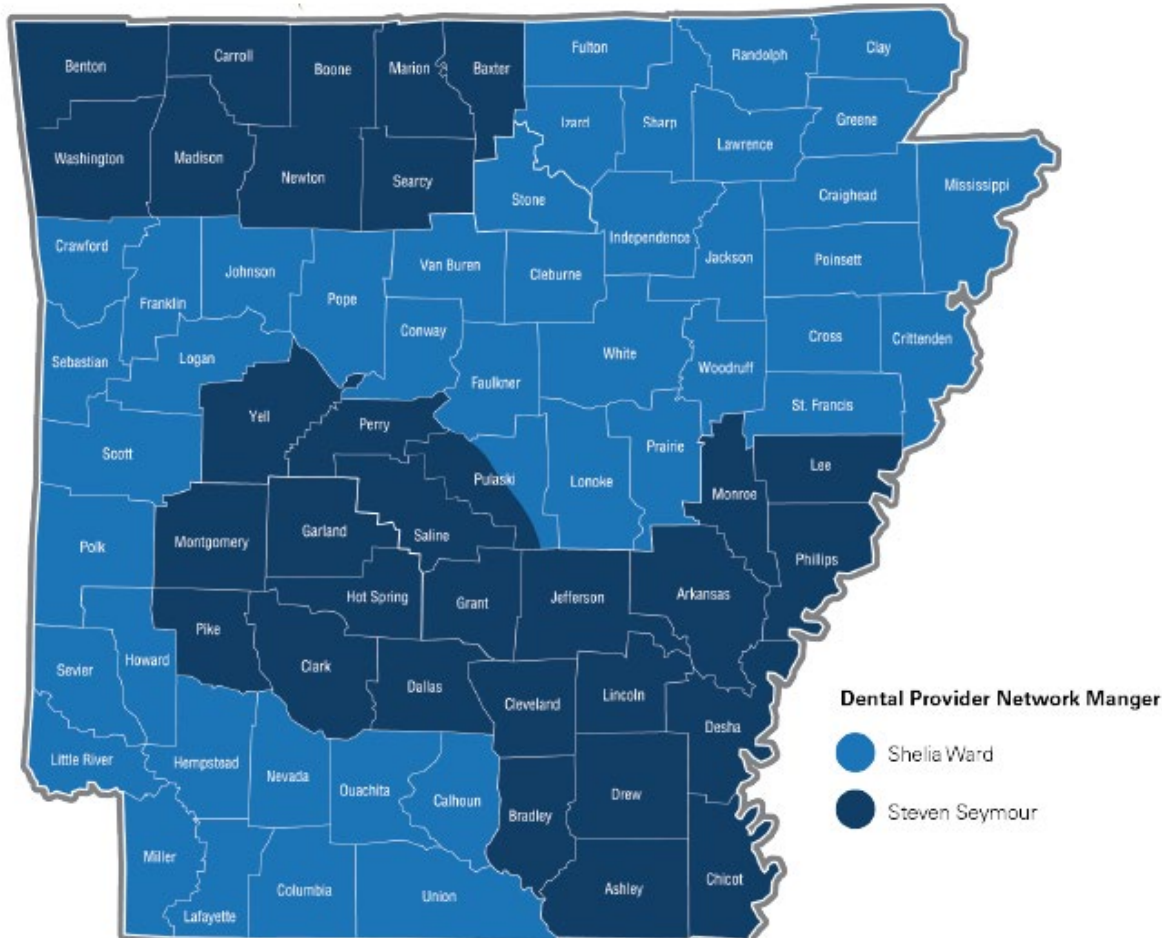 Benton
Carroll
Boone
Marion
Baxter
Fulton
Randolph
Clay
Washington
Madison
Newton
Searcy
Izard
Sharp
Lawrence
Greene
Stone
Craighead
Mississippi
Crawford
Franklin
Johnson
Pope
Van Buren
Cleburne
Independence
Jackson
Poinsett
Sebastian
Logan
Conway
Faulkner
White
Woodruff
Cross
Crittenden
Scott
Yell
Perry
Pulaski
Lonoke
Prairie
St. Francis
Lee
Monroe
Polk
Montgomery
Garland
Saline
Phillips
Hot Spring
Grant
Jefferson
Arkansas
Sevier
Howard
Pike
Clark
Dallas
Cleveland
Lincoln
Desha
Little River
Hempstead
Nevada
Ouachita
Calhoun
Bradley
Drew
Miller
Lafayette
Columbia
Union
Ashley
Chicot
Dental Provider Network Manger
Shelia Ward
Steven Seymour